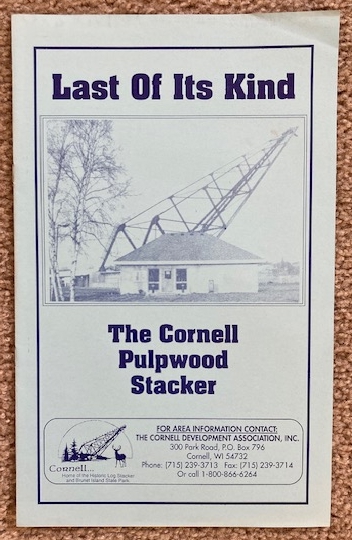 Last Of Its Kind
The Cornell
Pulpwood
Stacker
Cornell...
Home of the Historic Log Stacker
and Brunet Island State Park
FOR AREA INFORMATION CONTACT:
THE CORNELL DEVELOPMENT ASSOCIATION, INC.
300 Park Road, P.O. Box 796
Cornell, WI 54732
Phone: (715) 239-3713 Fax: (715) 239-3714
Or call 1-800-866-6264